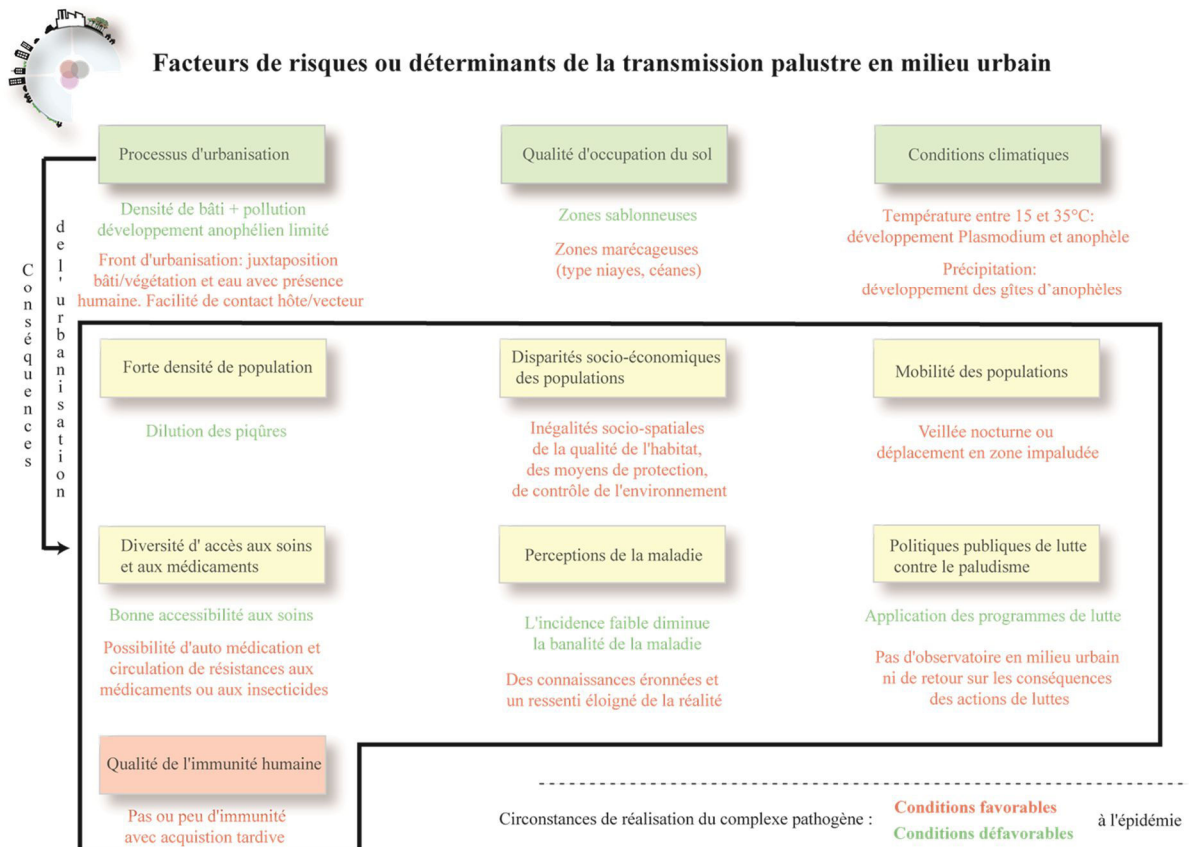 Facteurs de risques ou déterminants de la transmission palustre en milieu urbain
Processus d'urbanisation
Densité de bâti + pollution
développement anophélien limité
Front d'urbanisation: juxtaposition
bâti/végétation et eau avec présence
humaine. Facilité de contact hôte/vecteur
Qualité d'occupation du sol
Zones sablonneuses
Zones marécageuses
(type niayes, céanes)
Conditions climatiques
Température entre 15 et 35°C:
développement Plasmodium et anophèle
Précipitation:
développement des gîtes d'anophèles
Conséquences
de l'urbanisation
Forte densité de population
Dilution des piqûres
Disparités socio-économiques
des populations
Inégalités socio-spatiales
de la qualité de l'habitat,
des moyens de protection,
de contrôle de l'environnement
Mobilité des populations
Veillée nocturne ou
déplacement en zone impaludée
Diversité d' accès aux soins
et aux médicaments
Bonne accessibilité aux soins
Possibilité d'auto médication et
circulation de résistances aux
médicaments ou aux insecticides
Perceptions de la maladie
L'incidence faible diminue
la banalité de la maladie
Des connaissances éronnées et
un ressenti éloigné de la réalité
Politiques publiques de lutte
contre le paludisme
Application des programmes de lutte
Pas d'observatoire en milieu urbain
ni de retour sur les conséquences
des actions de luttes
Qualité de l'immunité humaine
Pas ou peu d'immunité
avec acquistion tardive
Circonstances de réalisation du complexe pathogène :
Conditions favorables
Conditions défavorables
à l'épidémie